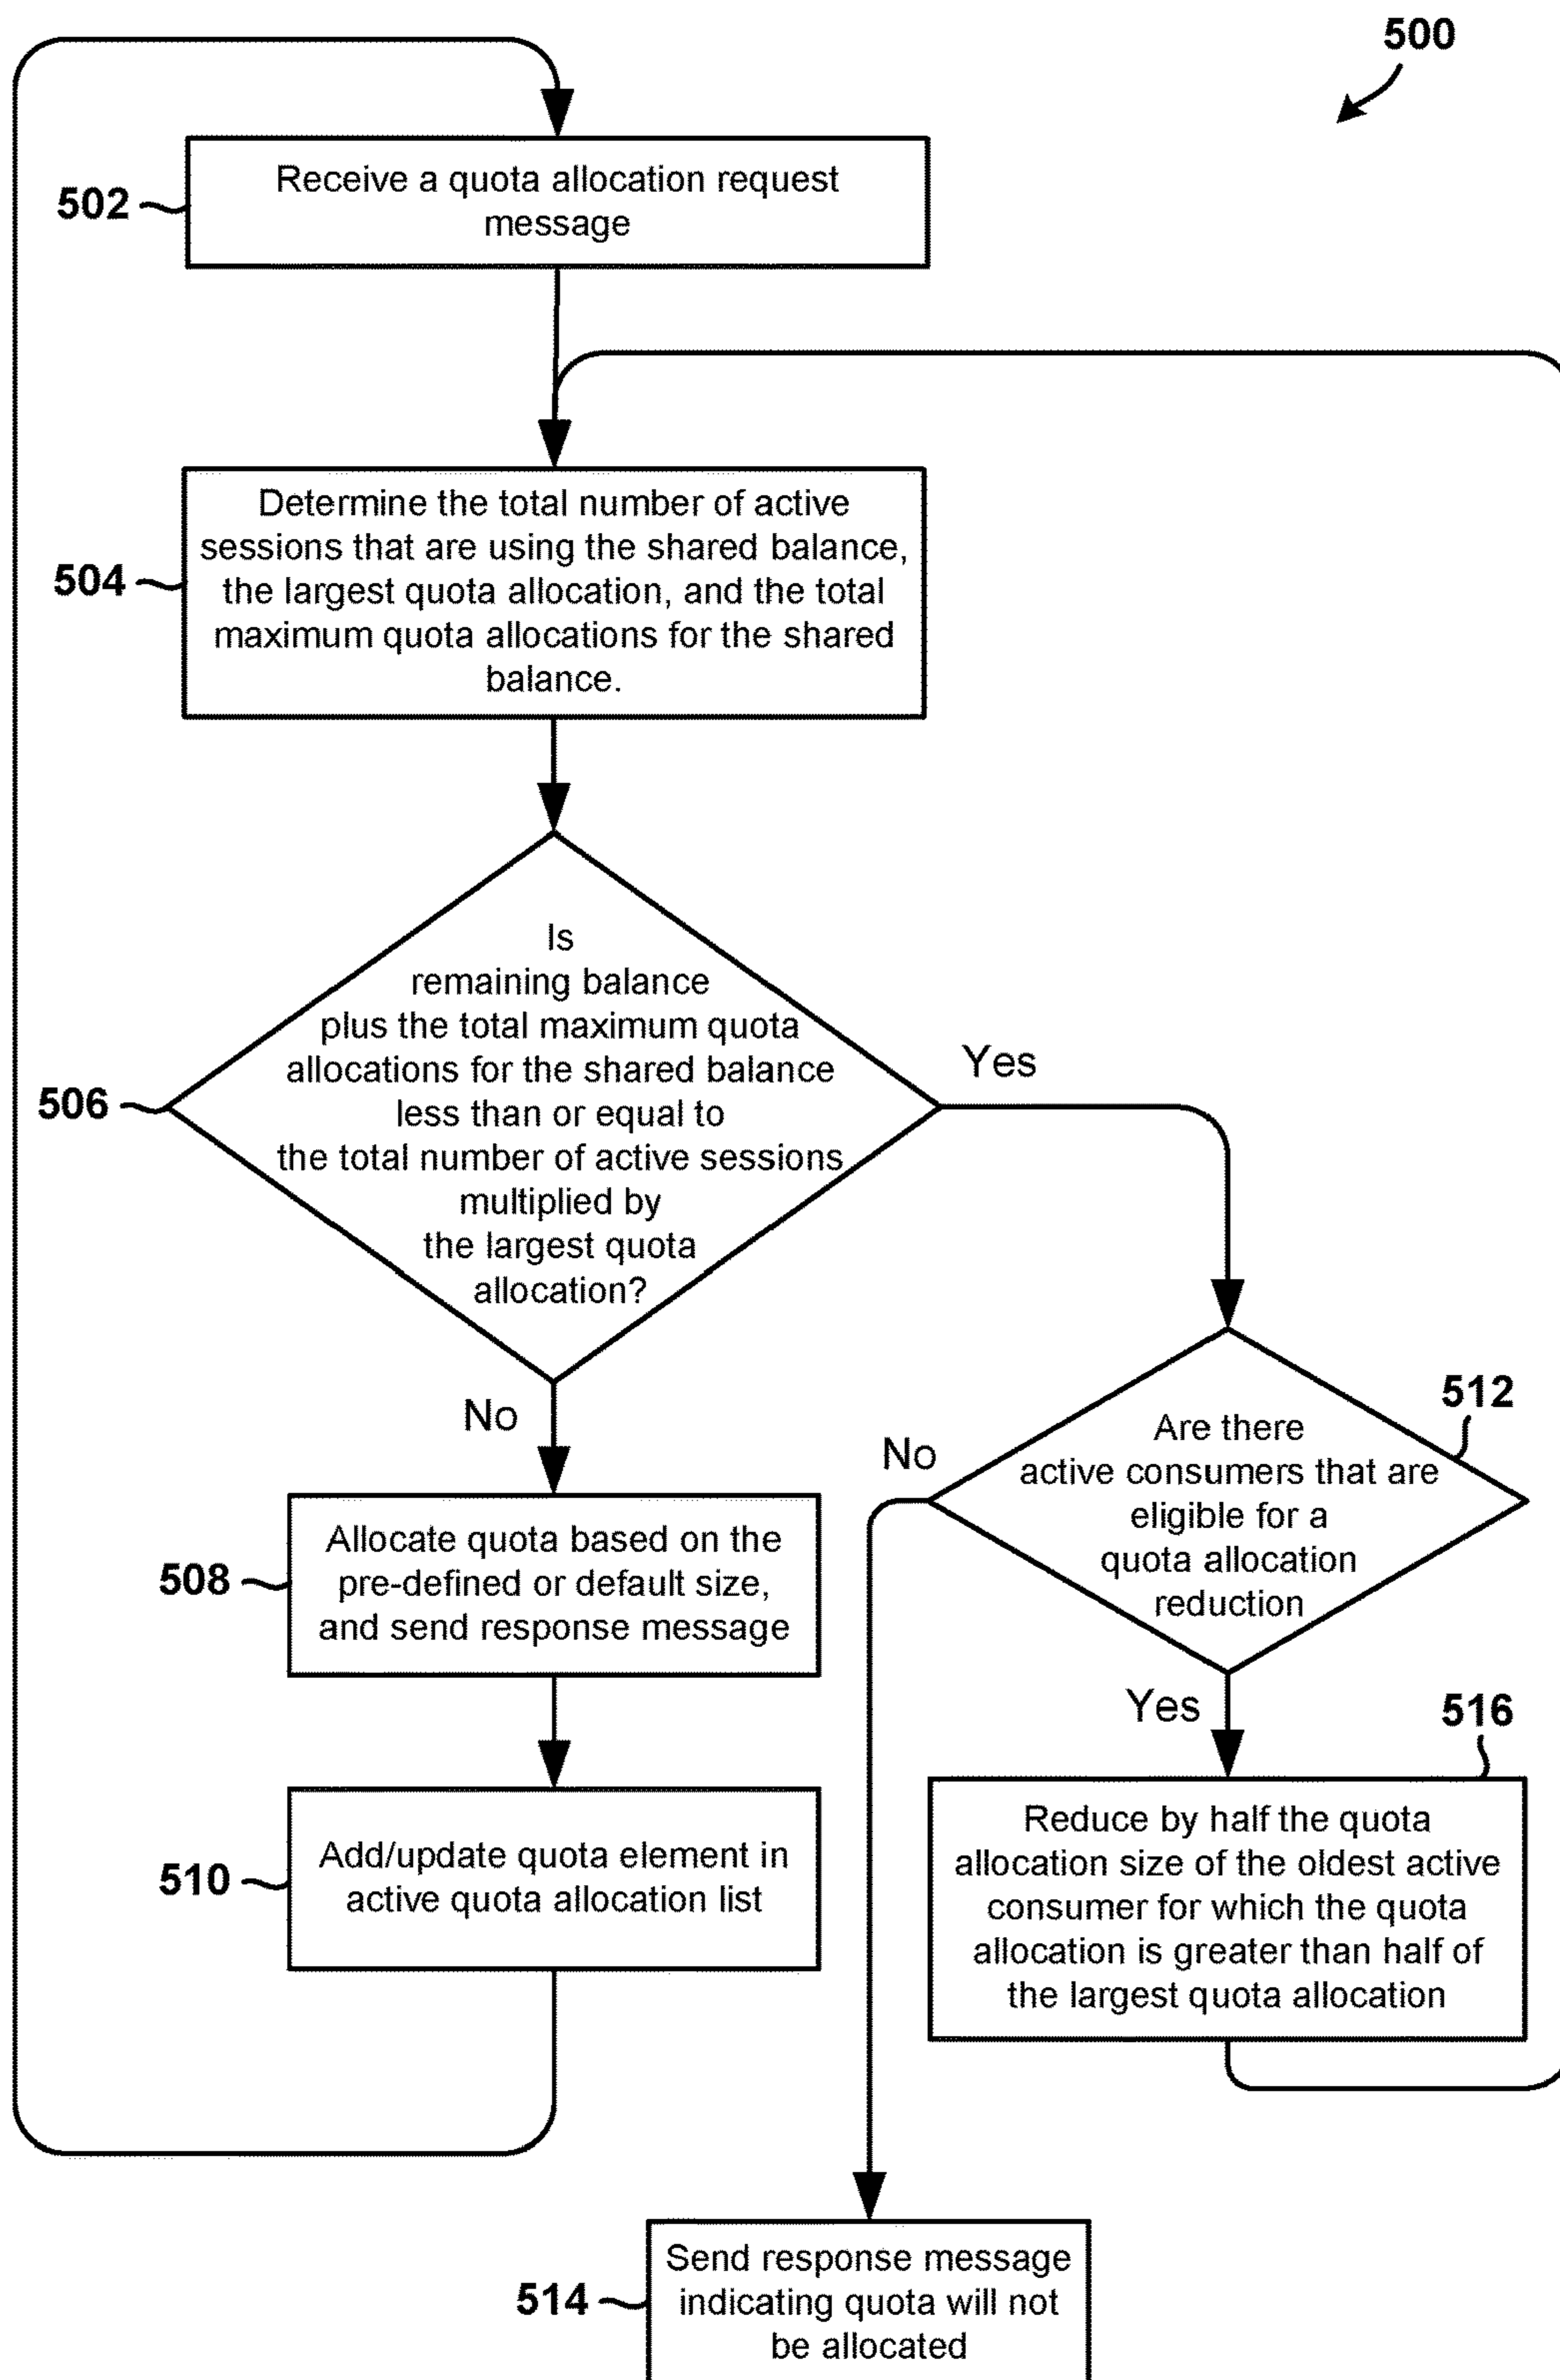 500
502
Receive a quota allocation request
message
504
Determine the total number of active
sessions that are using the shared balance,
the largest quota allocation, and the total
maximum quota allocations for the shared
balance.
506
Is
remaining balance
plus the total maximum quota
allocations for the shared balance
less than or equal to
the total number of active sessions
multiplied by
the largest quota
allocation?
Yes
No
508
Allocate quota based on the
pre-defined or default size,
and send response message
510
Add/update quota element in
active quota allocation list
512
Are there
active consumers that are
eligible for a
quota allocation
reduction
No
Yes
516
Reduce by half the quota
allocation size of the oldest active
consumer for which the quota
allocation is greater than half of
the largest quota allocation
514
Send response message
indicating quota will not
be allocated